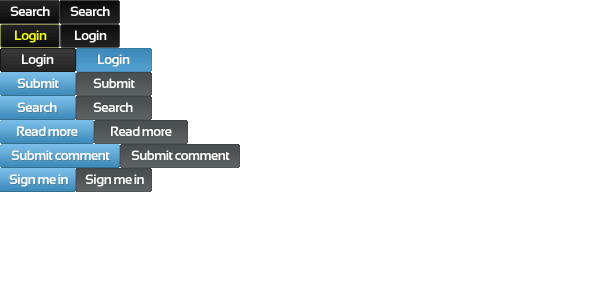 Search Search
Login Login
Login Login
Submit Submit
Search Search
Read more Read more
Submit comment Submit comment
Sign me in Sign me in